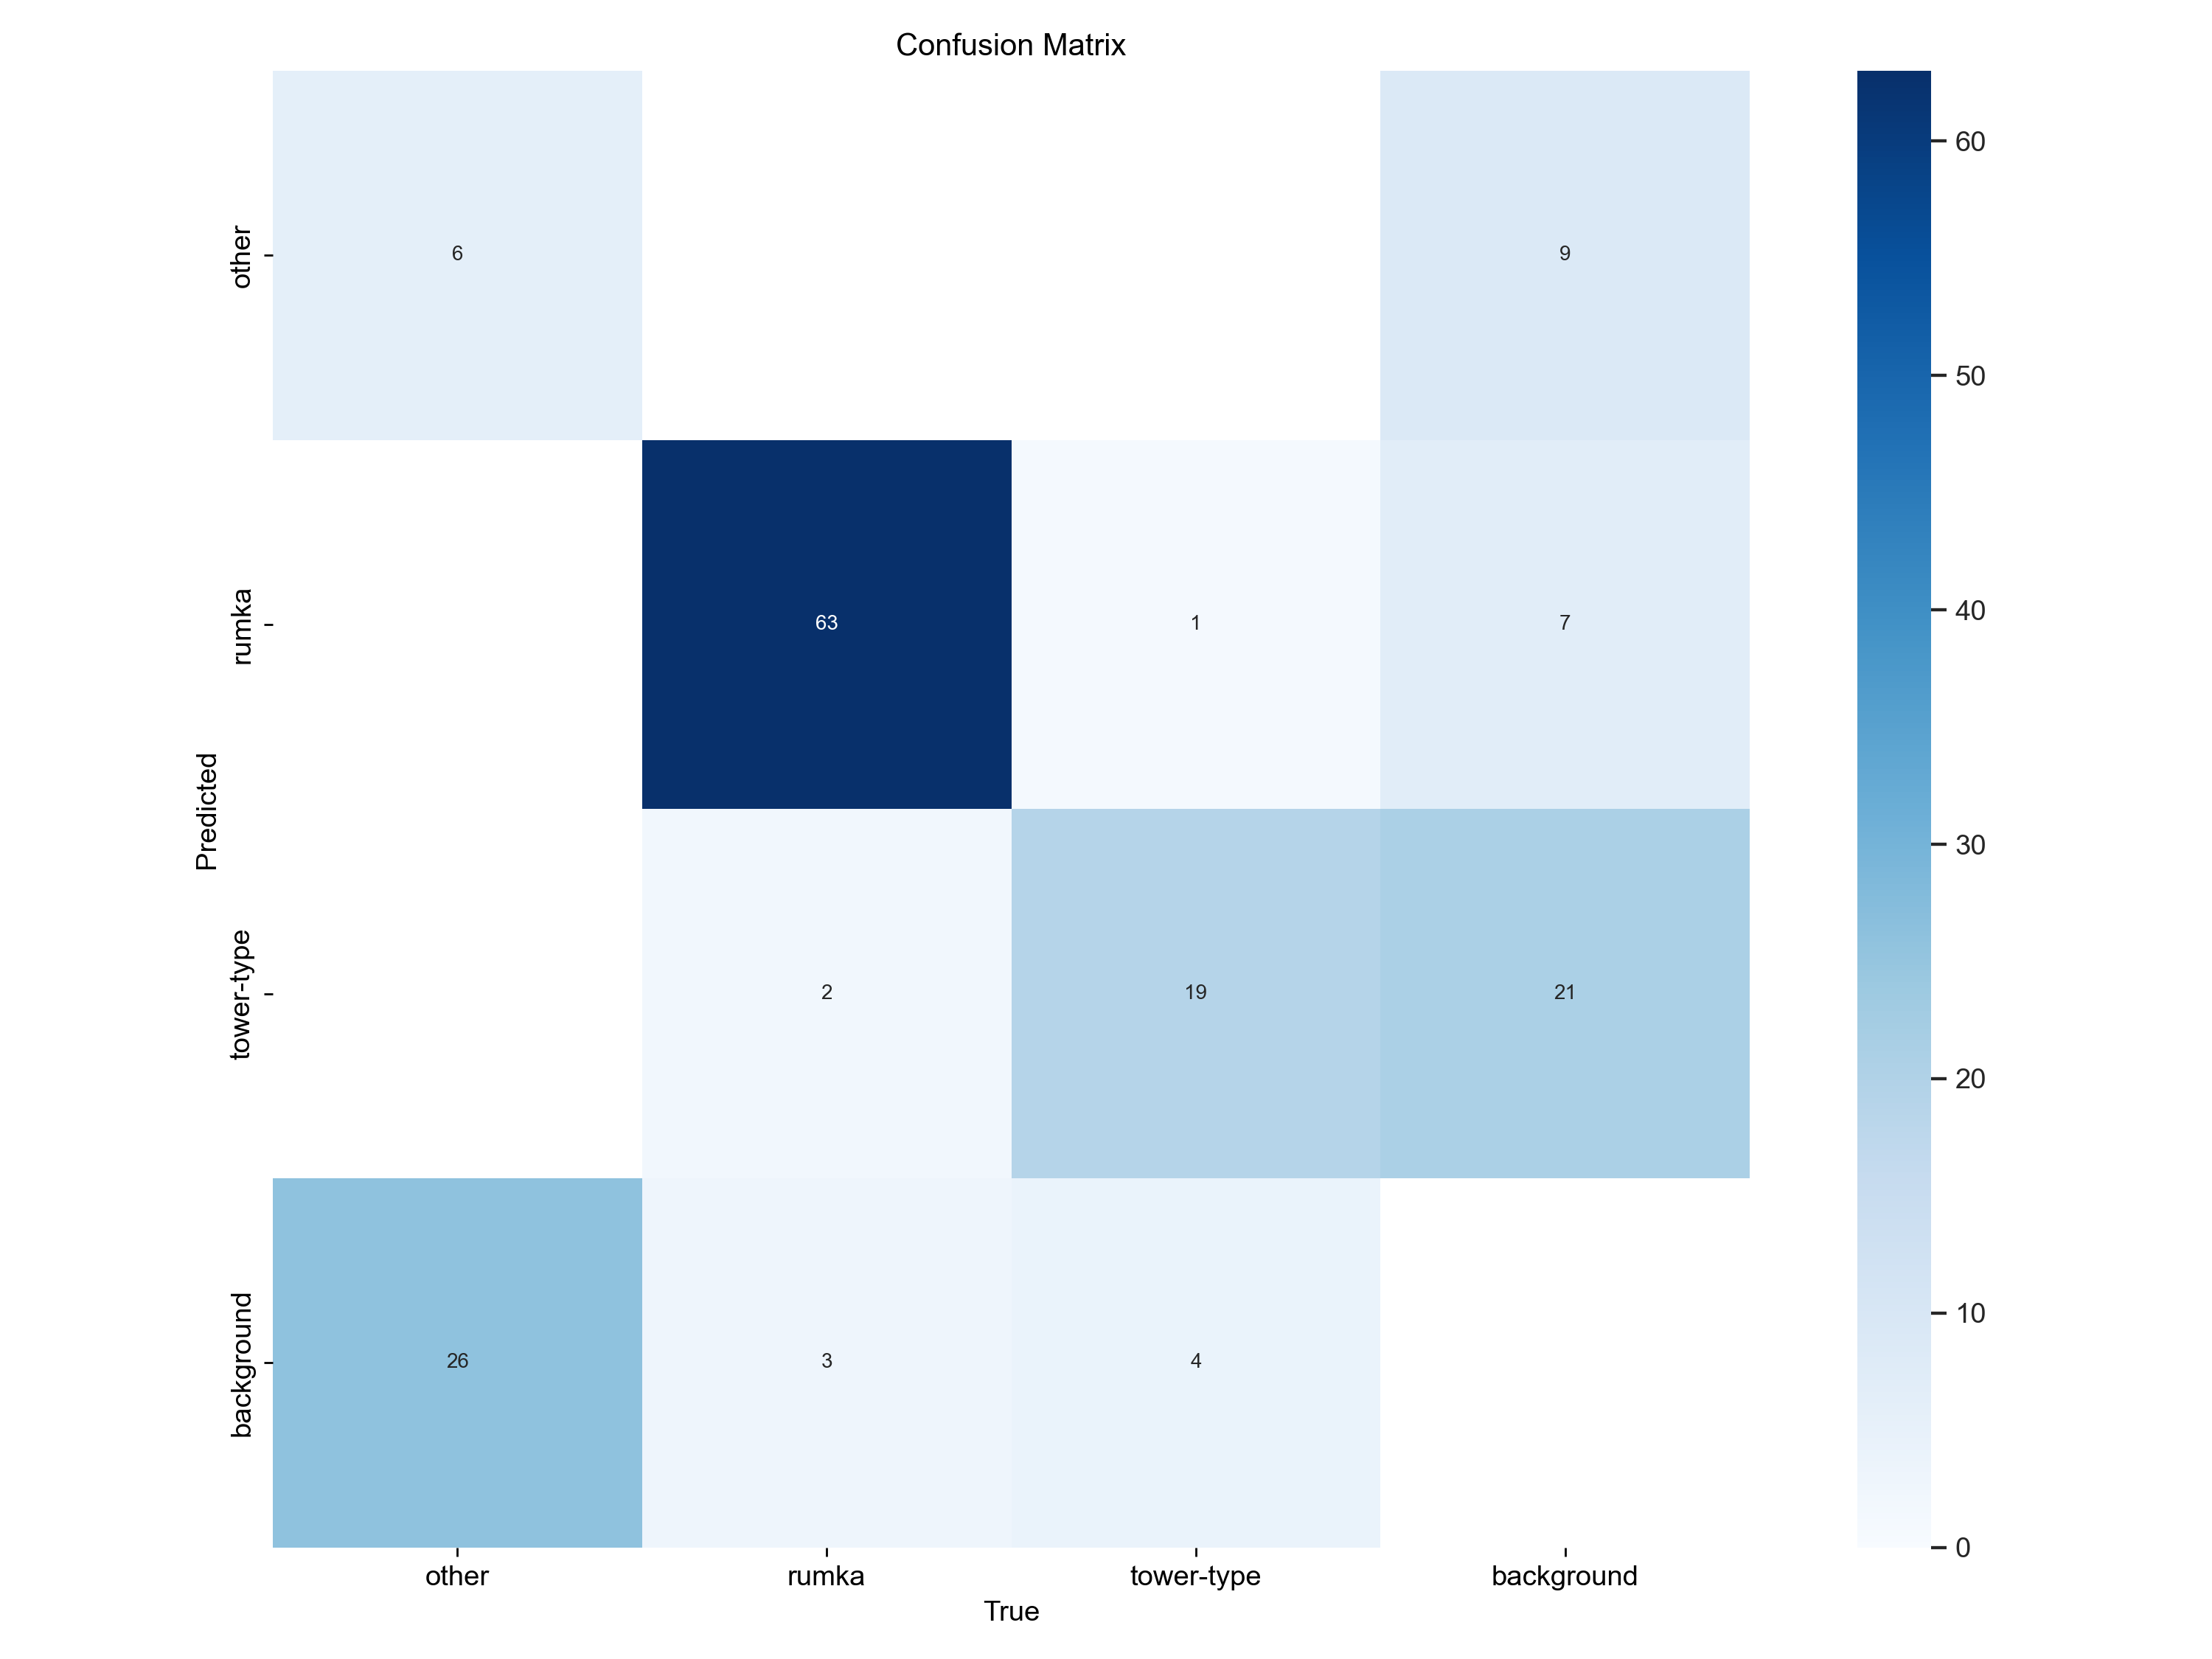 Confusion Matrix
other
6
9
60
50
rumka
63
1
7
40
Predicted
30
tower-type
2
19
21
20
10
background
26
3
4
0
other
rumka
tower-type
background
True